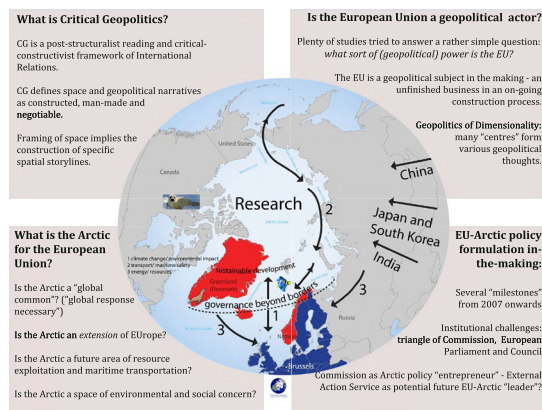 What is Critical Geopolitics?
CG is a post-structuralist reading and critical-
constructivist framework of International
Relations.
CG defines space and geopolitical narratives
as constructed, man-made and
negotiable.
Framing of space implies the
construction of specific
spatial storylines.
Is the European Union a geopolitical actor?
Plenty of studies tried to answer a rather simple question:
what sort of (geopolitical) power is the EU?
The EU is a geopolitical subject in the making - an
unfinished business in an on-going
construction process.
Geopolitics of Dimensionality:
many “centres” form
various geopolitical
thoughts.
United States
Canada
Research
2
China
Japan and
South Korea
India
1 climate change/ environmental impact
2 transport/ maritime safety
3 energy/ resources
Sustainable development
Greenland
(Denmark)
governance beyond borders
1
3
3
Russia
Brussels
What is the Arctic
for the European
Union?
Is the Arctic a “global
common”? (“global response
necessary”)
Is the Arctic an extension of EUrope?
Is the Arctic a future area of resource
exploitation and maritime transportation?
Is the Arctic a space of environmental and social concern?
EU-Arctic policy
formulation in-
the-making:
Several “milestones”
from 2007 onwards
Institutional challenges:
triangle of Commission, European
Parliament and Council
Commission as Arctic policy “entrepreneur” - External
Action Service as potential future EU-Arctic “leader”?